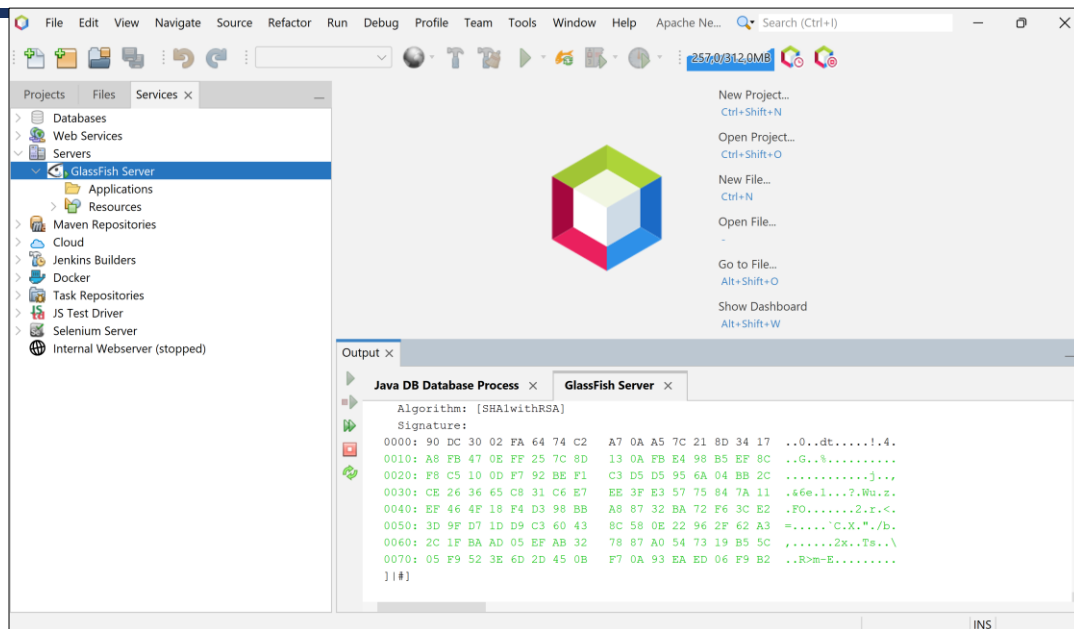 File Edit View Navigate Source Refactor Run Debug Profile Team Tools Window Help Apache Ne... Search (Ctrl+I)
257,0/312,0MB
Projects Files Services
Databases
Web Services
Servers
GlassFish Server
Applications
Resources
Maven Repositories
Cloud
Jenkins Builders
Docker
Task Repositories
JS Test Driver
Selenium Server
Internal Webserver (stopped)
New Project...
Ctrl+Shift+N
Open Project...
Ctrl+Shift+O
New File...
Ctrl+N
Open File...
-
Go to File...
Alt+Shift+O
Show Dashboard
Alt+Shift+W
Output
Java DB Database Process GlassFish Server
Algorithm: [SHA1withRSA]
Signature:
0000: 90 DC 30 02 FA 64 74 C2 A7 0A A5 7C 21 8D 34 17 ..0..dt.....!.4.
0010: A8 FB 47 0E FF 25 7C 8D 13 0A FB E4 98 B5 EF 8C ..G..%..........
0020: F8 C5 10 0D F7 92 BE F1 C3 D5 D5 95 6A 04 BB 2C ............j..,
0030: CE 26 36 65 C8 31 C6 E7 EE 3F E3 57 75 84 7A 11 .&6e.1...?.Wu.z.
0040: EF 46 4F 18 F4 D3 98 BB A8 87 32 BA 72 F6 3C E2 .FO.......2.r.<.
0050: 3D 9F D7 1D D9 C3 60 43 8C 58 0E 22 96 2F 62 A3 =.....`C.X."./b.
0060: 2C 1F BA AD 05 EF AB 32 78 87 A0 54 73 19 B5 5C ,......2x..Ts..\
0070: 05 F9 52 3E 6D 2D 45 0B F7 0A 93 EA ED 06 F9 B2 ..R>m-E.........
]|#]
INS